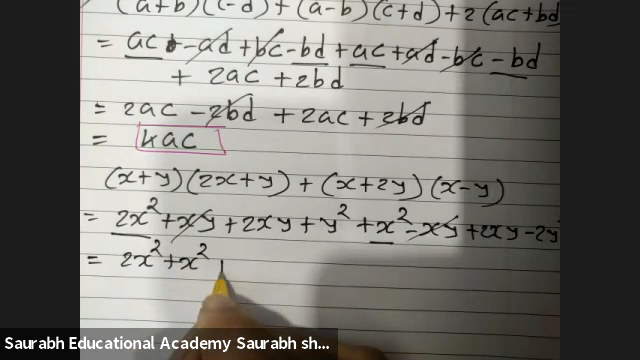 (a+b)(c-d)+(a-b)(c+d)+2(ac+bd)
= ac - ad + bc - bd + ac + ad - bc - bd
+ 2ac + 2bd
= 2ac - 2bd + 2ac + 2bd
= 4ac
(x+y)(2x+y) + (x+2y)(x-y)
= 2x² + xy + 2xy + y² + x² - xy + 2xy - 2y
= 2x² + x²
Saurabh Educational Academy Saurabh sh...